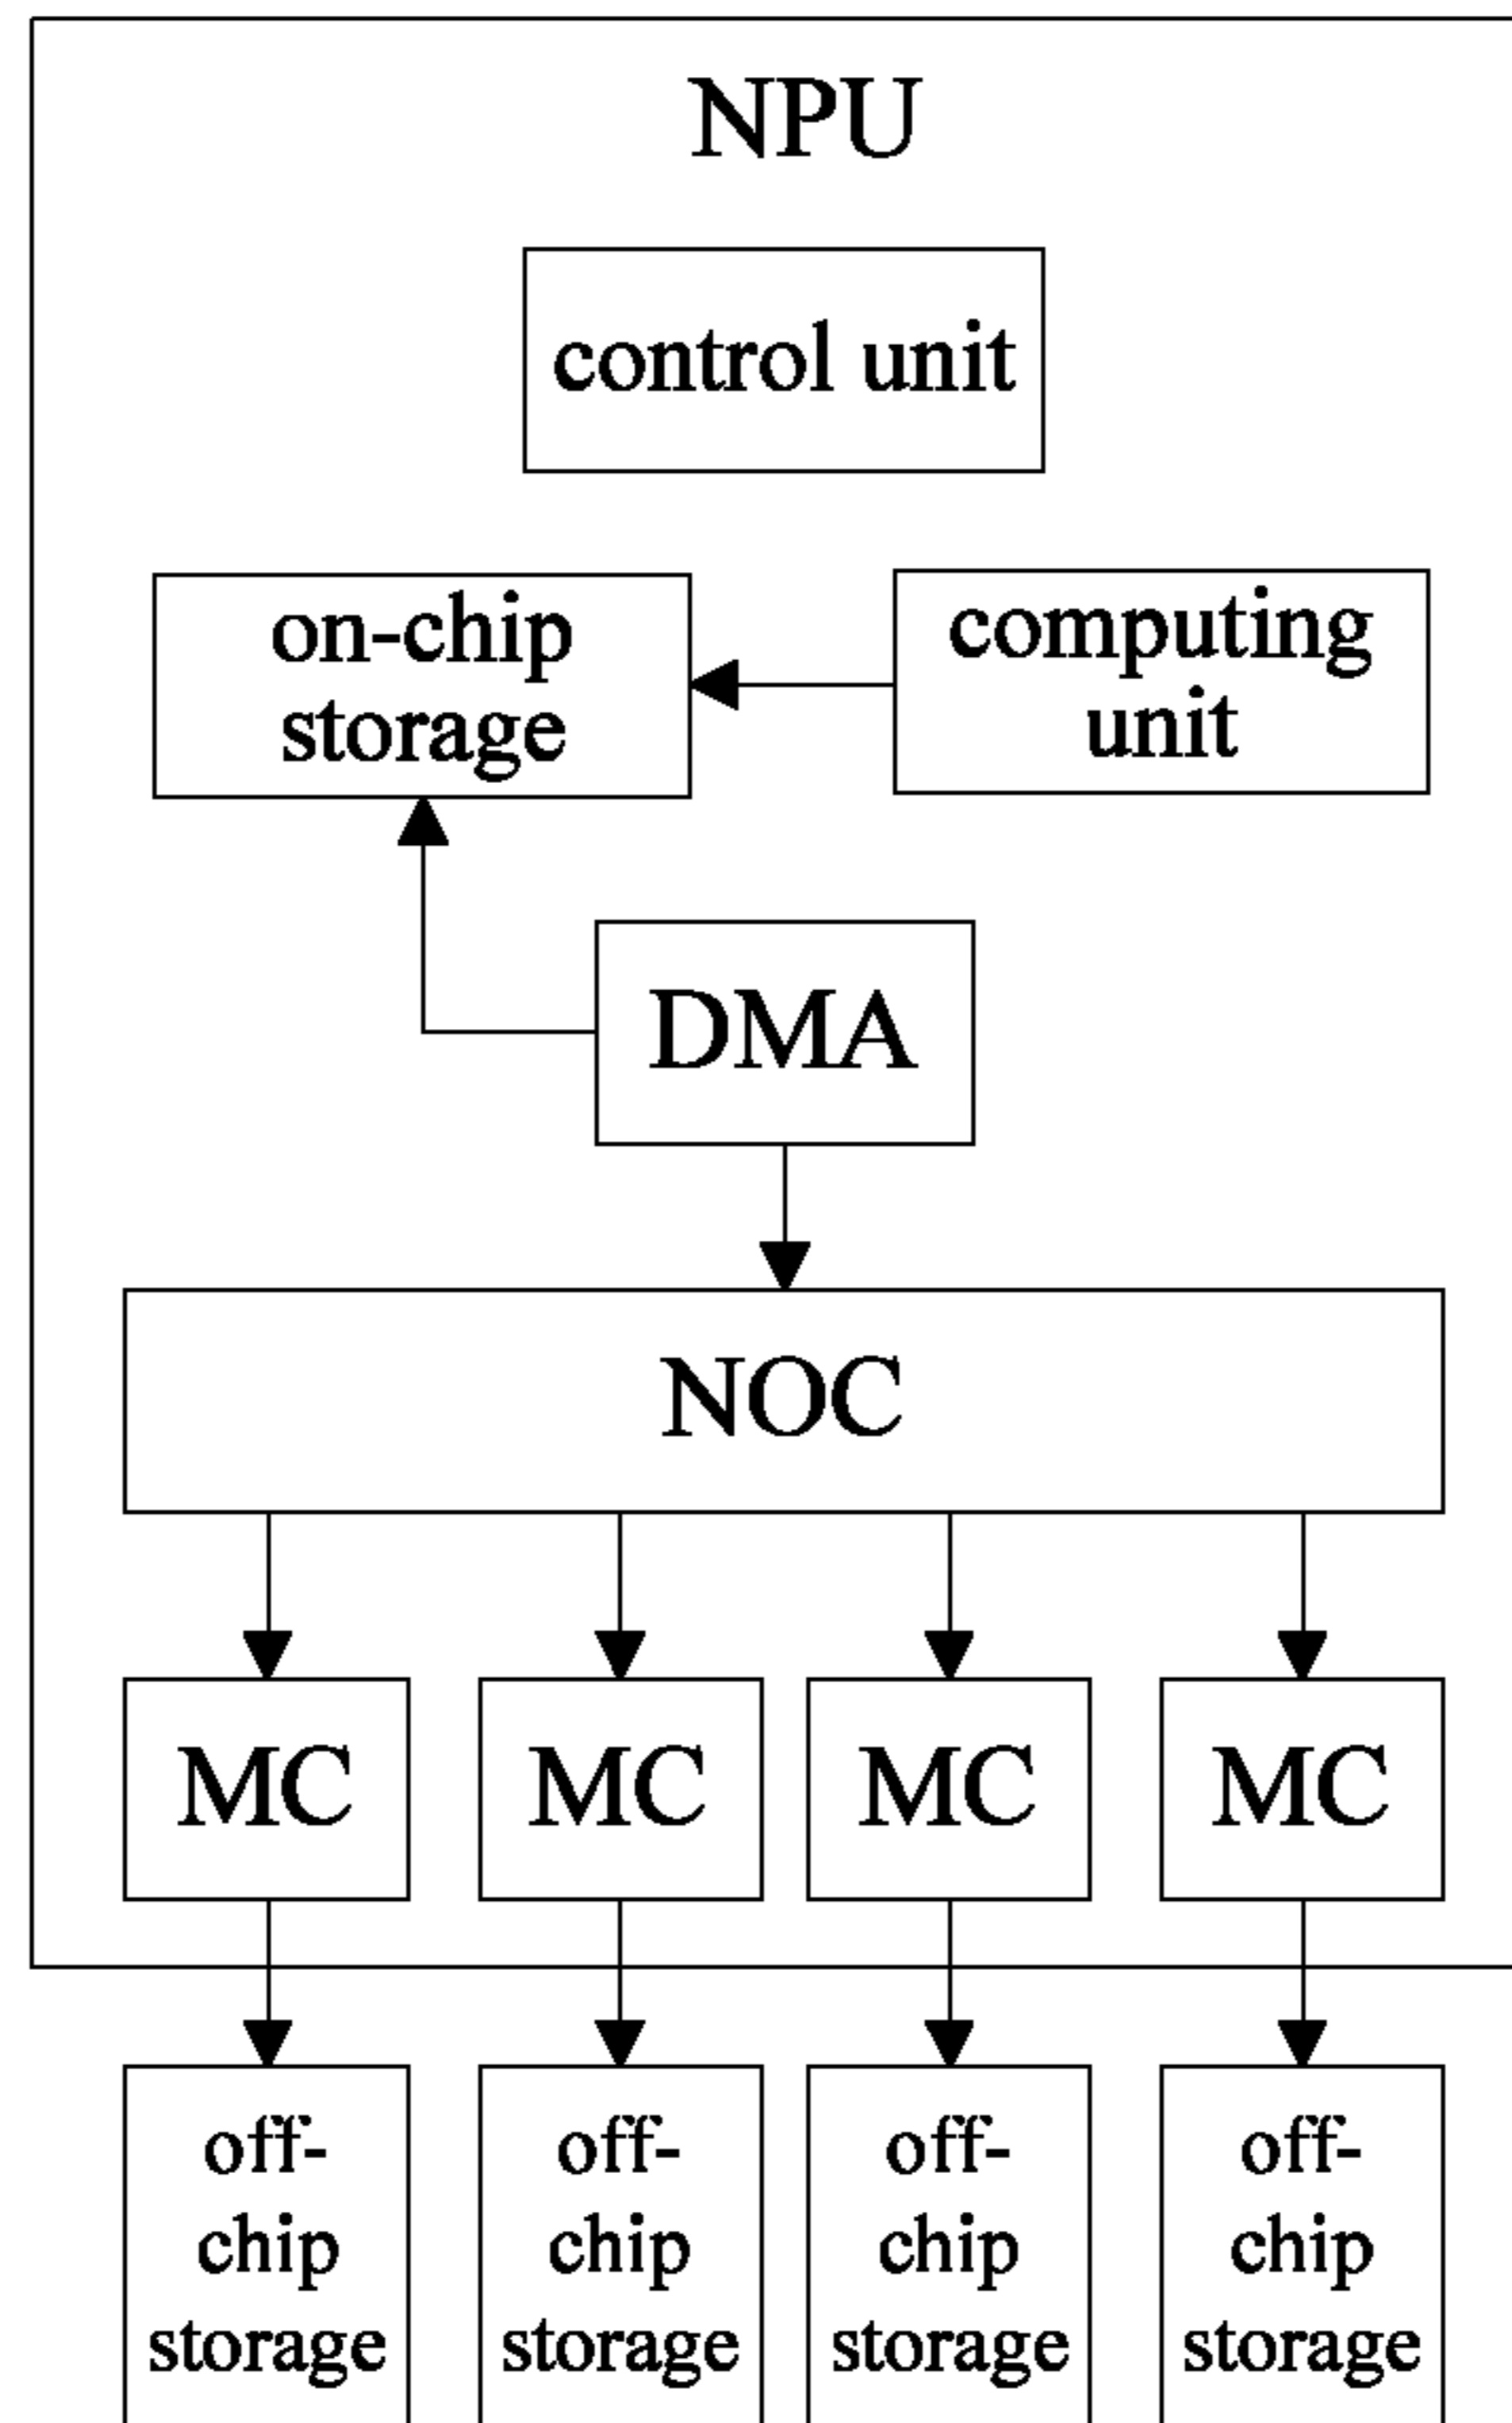 NPU
control unit
on-chip
storage
computing
unit
DMA
NOC
MC
MC
MC
MC
off-
chip
storage
off-
chip
storage
off-
chip
storage
off-
chip
storage